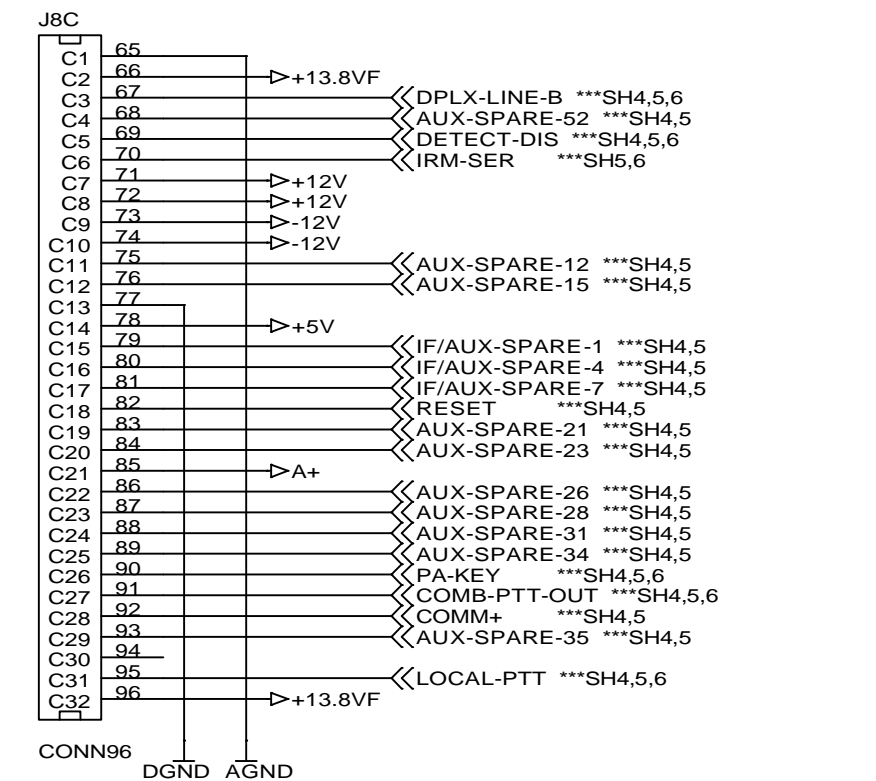 J8C
C1 65
C2 66 +13.8VF
C3 67 DPLX-LINE-B ***SH4,5,6
C4 68 AUX-SPARE-52 ***SH4,5
C5 69 DETECT-DIS ***SH4,5,6
C6 70 IRM-SER ***SH5,6
C7 71 +12V
C8 72 +12V
C9 73 -12V
C10 74 -12V
C11 75 AUX-SPARE-12 ***SH4,5
C12 76 AUX-SPARE-15 ***SH4,5
C13 77
C14 78 +5V
C15 79 IF/AUX-SPARE-1 ***SH4,5
C16 80 IF/AUX-SPARE-4 ***SH4,5
C17 81 IF/AUX-SPARE-7 ***SH4,5
C18 82 RESET ***SH4,5
C19 83 AUX-SPARE-21 ***SH4,5
C20 84 AUX-SPARE-23 ***SH4,5
C21 85 A+
C22 86 AUX-SPARE-26 ***SH4,5
C23 87 AUX-SPARE-28 ***SH4,5
C24 88 AUX-SPARE-31 ***SH4,5
C25 89 AUX-SPARE-34 ***SH4,5
C26 90 PA-KEY ***SH4,5,6
C27 91 COMB-PTT-OUT ***SH4,5,6
C28 92 COMM+ ***SH4,5
C29 93 AUX-SPARE-35 ***SH4,5
C30 94
C31 95 LOCAL-PTT ***SH4,5,6
C32 96 +13.8VF
CONN96
DGND AGND